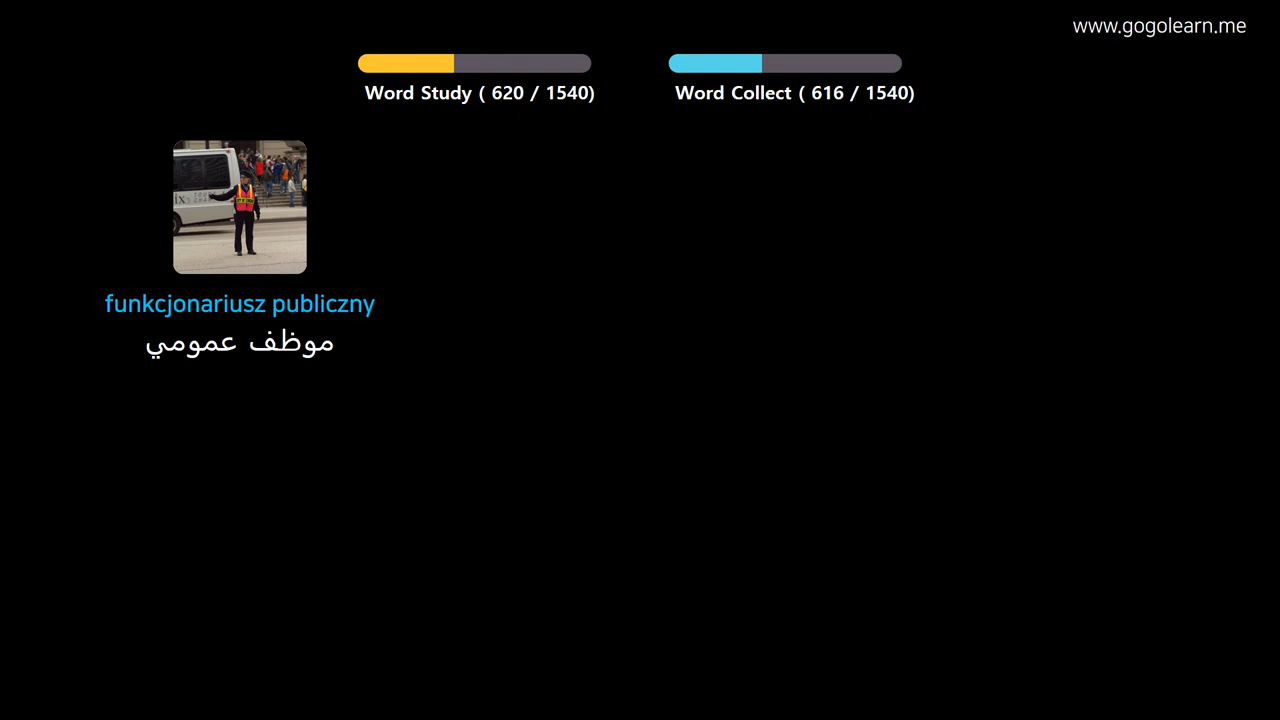 www.gogolearn.me
Word Study ( 620 / 1540)
Word Collect ( 616 / 1540)
funkcjonariusz publiczny
موظف عمومي